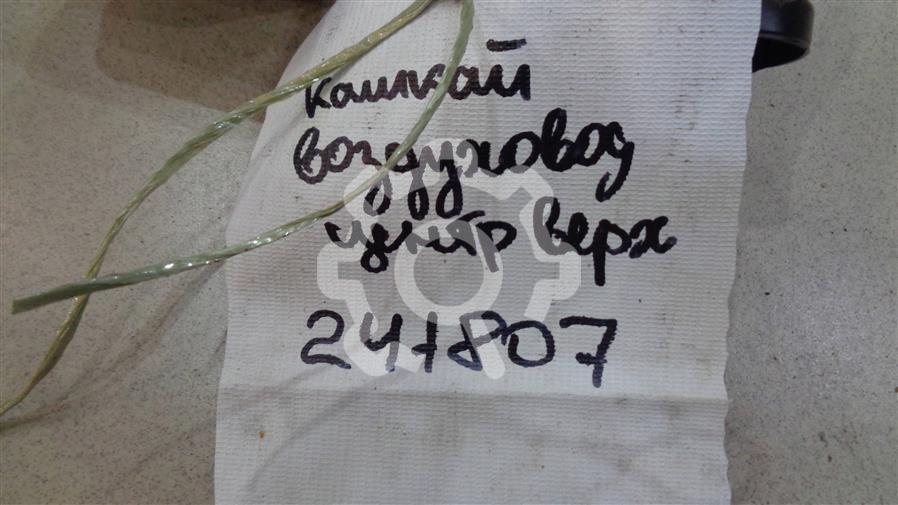 кашкай
воздуховод
центр верх
241807